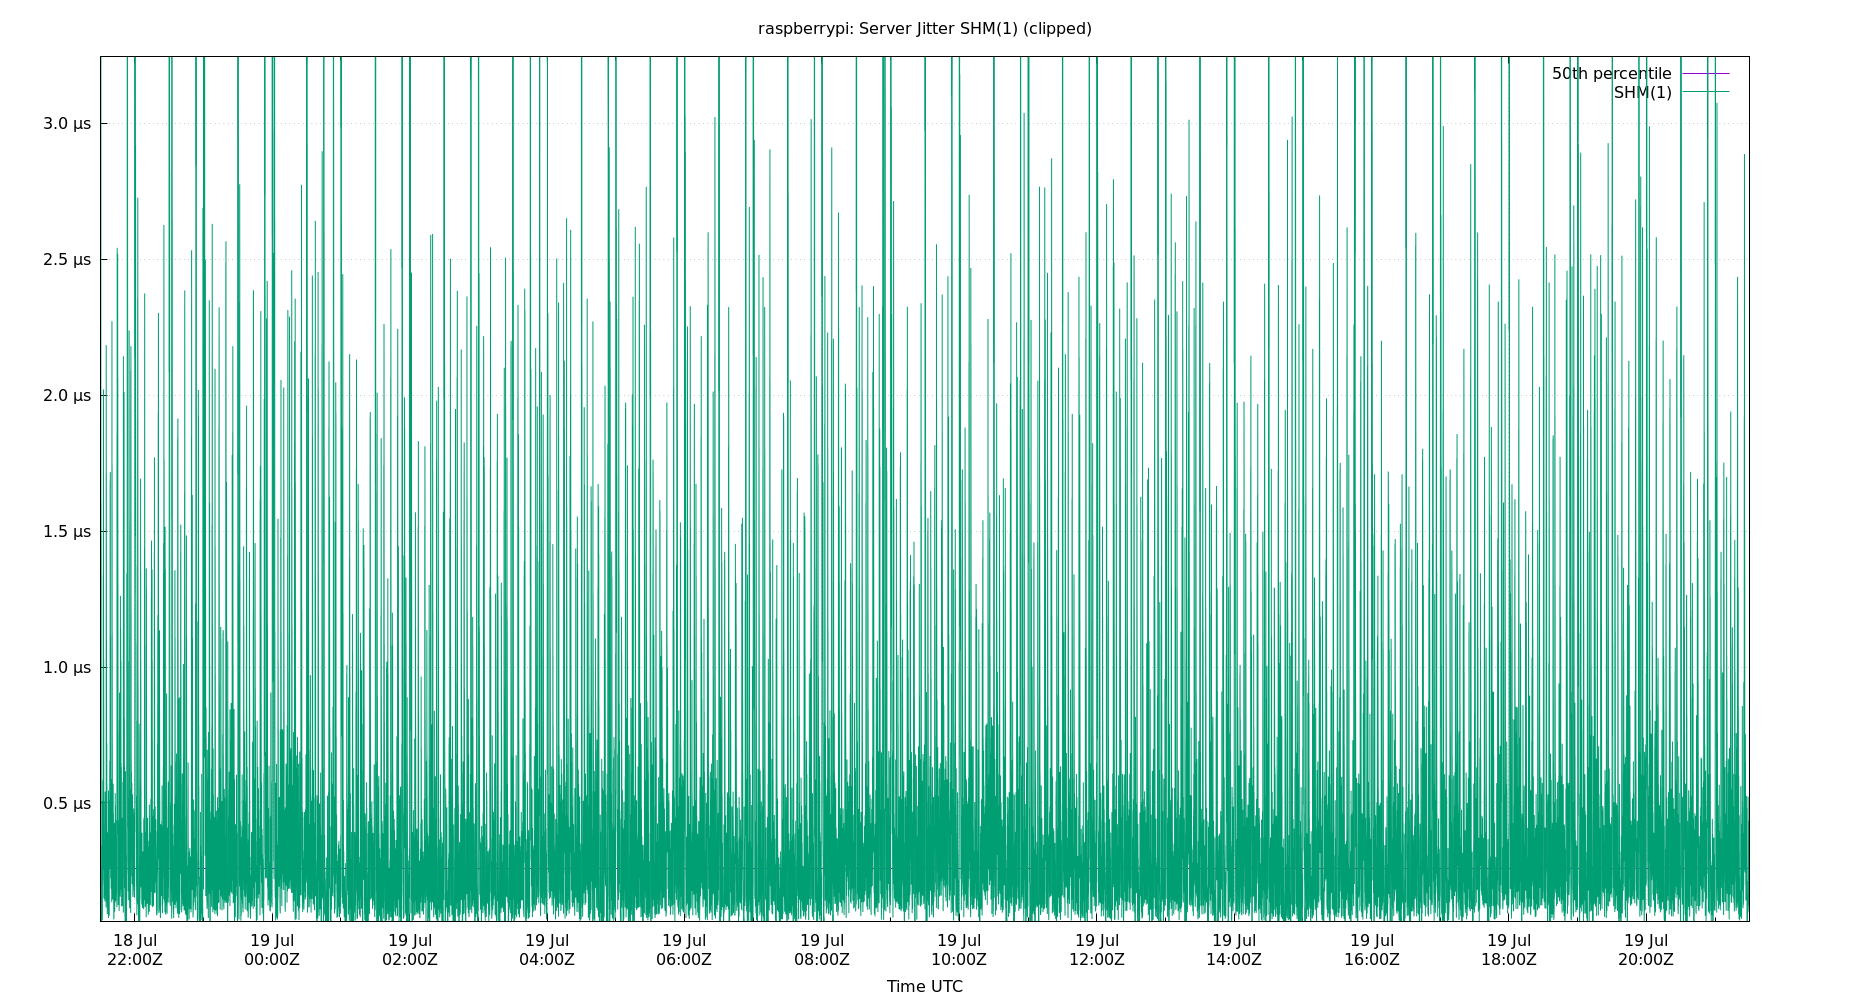 raspberrypi: Server Jitter SHM(1) (clipped)
50th percentile
SHM(1)
3.0 µs
2.5 µs
2.0 µs
1.5 µs
1.0 µs
0.5 µs
18 Jul 19 Jul 19 Jul 19 Jul 19 Jul 19 Jul 19 Jul 19 Jul 19 Jul 19 Jul 19 Jul 19 Jul
22:00Z 00:00Z 02:00Z 04:00Z 06:00Z 08:00Z 10:00Z 12:00Z 14:00Z 16:00Z 18:00Z 20:00Z
Time UTC